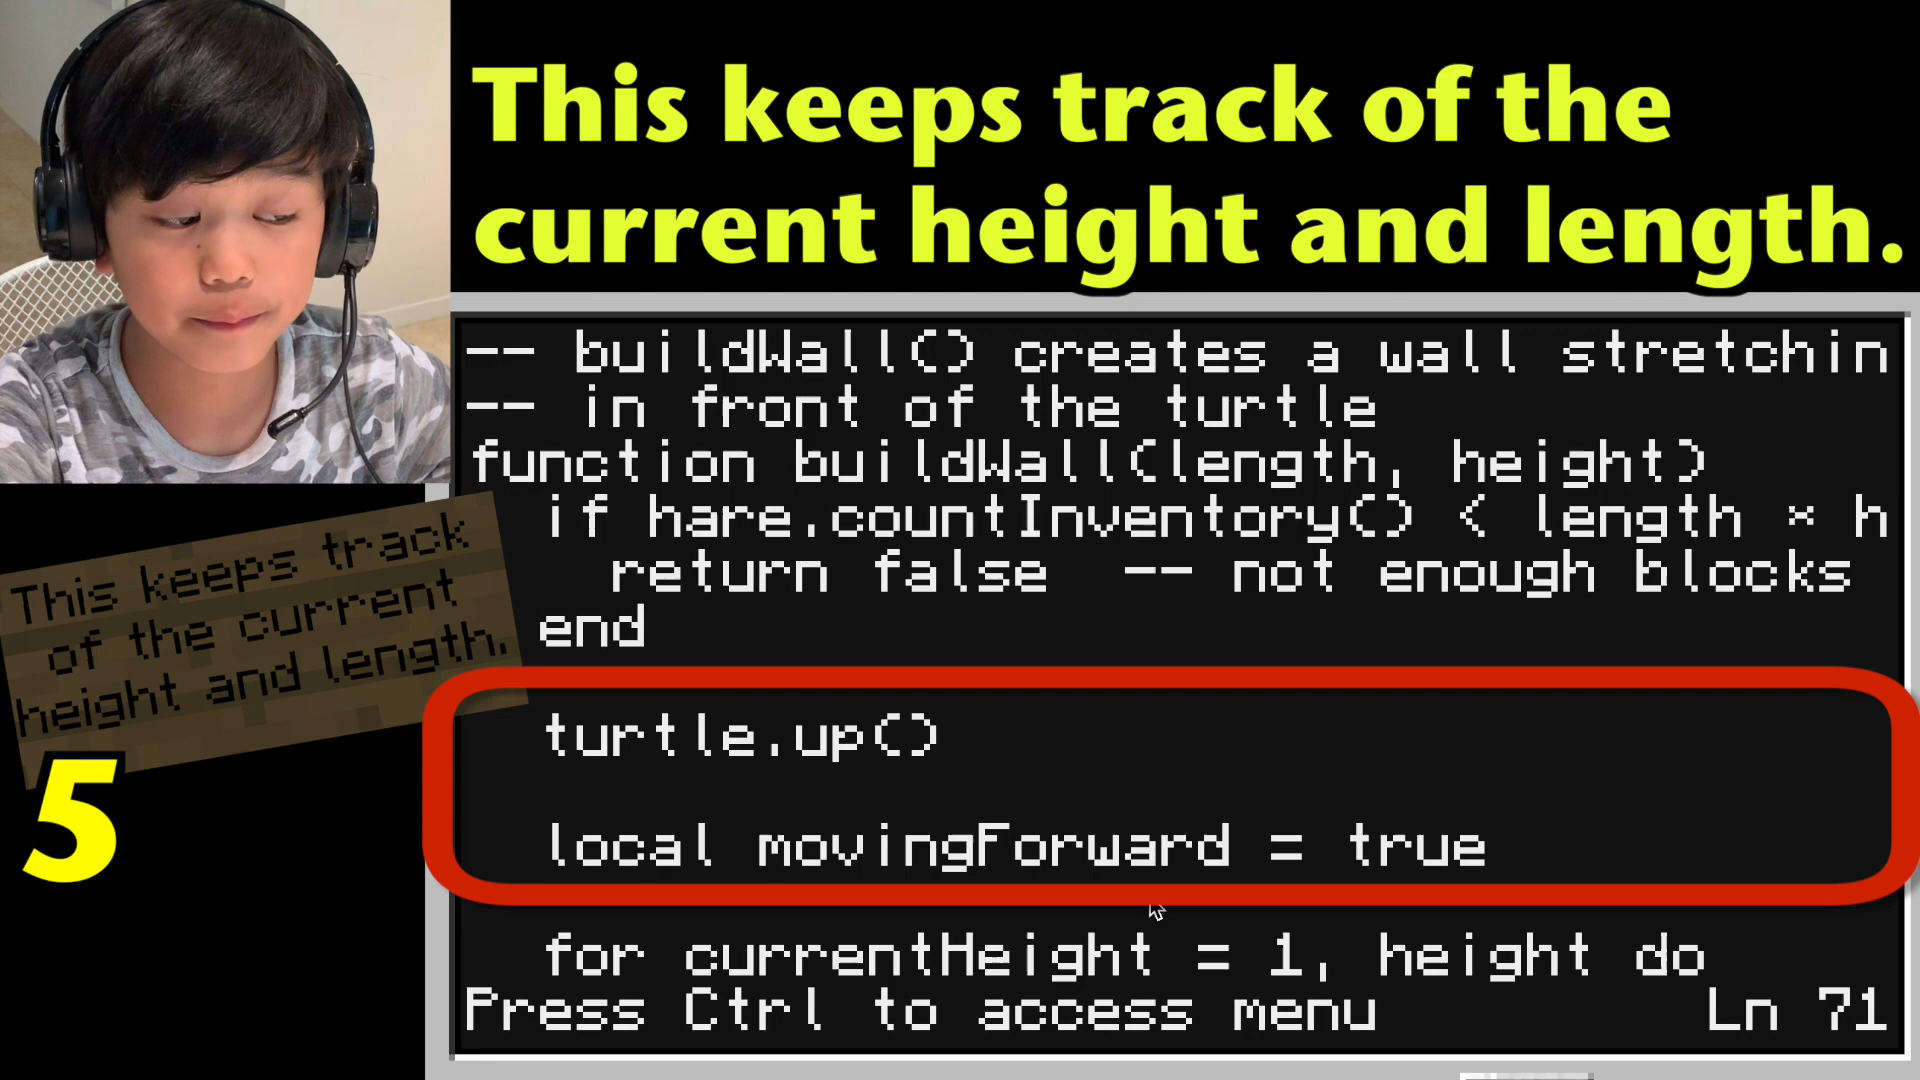 This keeps track of the
current height and length.
-- buildWall() creates a wall stretchin
-- in front of the turtle
function buildWall(length, height)
if hare.countInventory() < length * h
return false -- not enough blocks
end
This keeps track
of the current
height and length.
5
turtle.up()
local movingForward = true
for currentHeight = 1, height do
Press Ctrl to access menu Ln 71